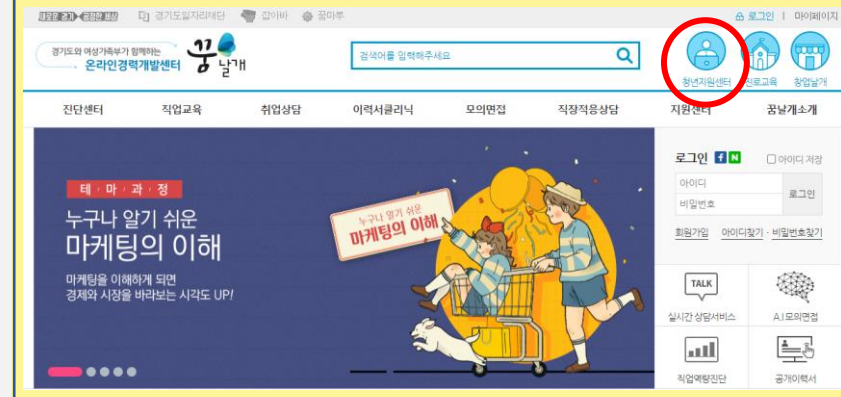 새로운 경기 공정한 세상 경기도일자리재단 잡아바 꿈마루 로그인 | 마이페이지
경기도와 여성가족부가 함께하는
온라인경력개발센터 꿈날개
검색어를 입력해주세요
청년지원센터 진로교육 창업날개
진단센터 직업교육 취업상담 이력서클리닉 모의면접 직장적응상담 지원센터 꿈날개소개
테·마·과·정
누구나 알기 쉬운
마케팅의 이해
마케팅을 이해하게 되면
경제와 시장을 바라보는 시각도 UP!
누구나 알기 쉬운
마케팅의 이해
로그인 f N 아이디 저장
아이디
비밀번호
로그인
회원가입 아이디찾기 · 비밀번호찾기
TALK
실시간 상담서비스 A.I 모의면접
직업역량진단 공개이력서